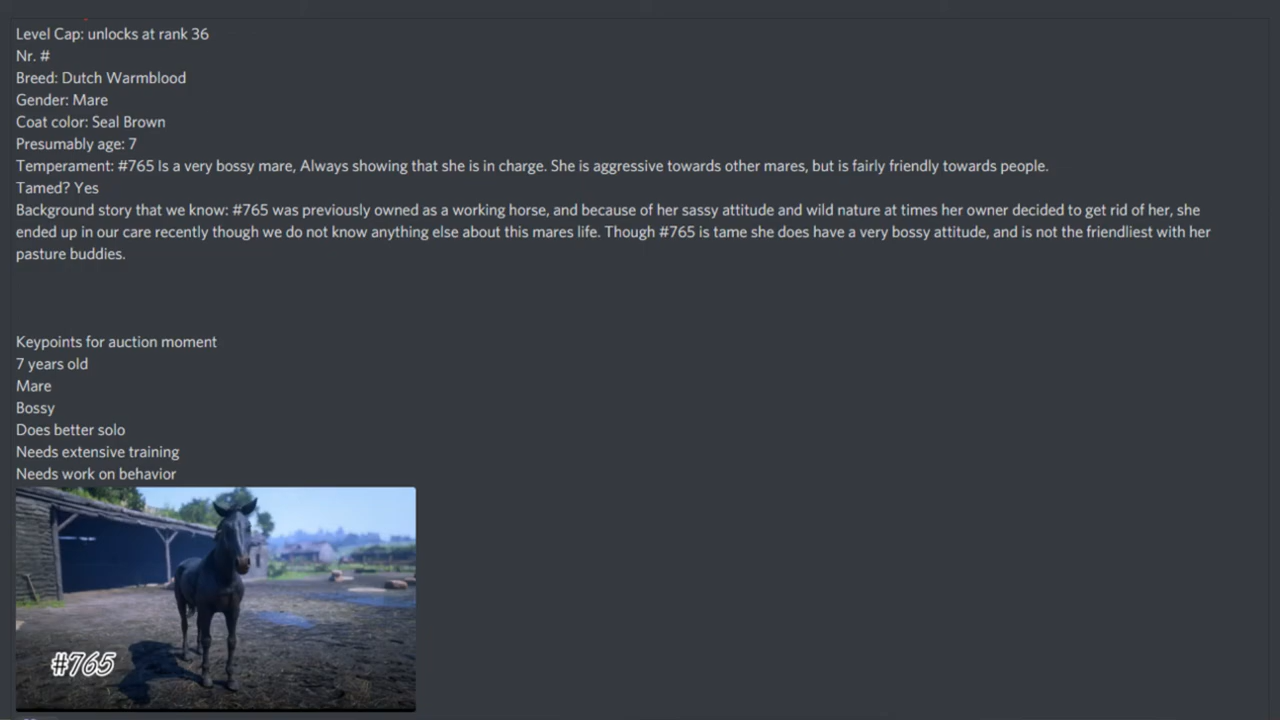 Level Cap: unlocks at rank 36
Nr. #
Breed: Dutch Warmblood
Gender: Mare
Coat color: Seal Brown
Presumably age: 7
Temperament: #765 Is a very bossy mare, Always showing that she is in charge. She is aggressive towards other mares, but is fairly friendly towards people.
Tamed? Yes
Background story that we know: #765 was previously owned as a working horse, and because of her sassy attitude and wild nature at times her owner decided to get rid of her, she
ended up in our care recently though we do not know anything else about this mares life. Though #765 is tame she does have a very bossy attitude, and is not the friendliest with her
pasture buddies.
Keypoints for auction moment
7 years old
Mare
Bossy
Does better solo
Needs extensive training
Needs work on behavior
#765